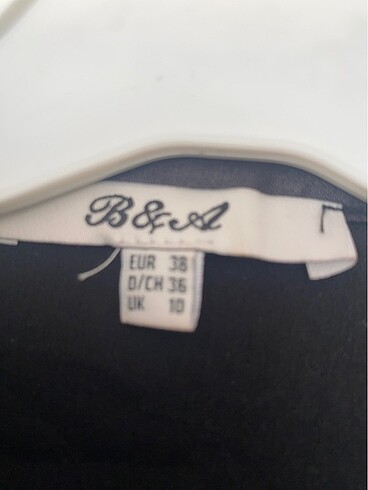 B&A
EUR 38
D/CH 36
UK 10